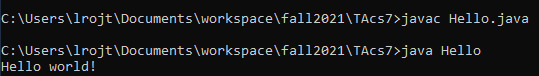 C:\Users\lrojt\Documents\workspace\fall2021\TAcs7>javac Hello.java
C:\Users\lrojt\Documents\workspace\fall2021\TAcs7>java Hello
Hello world!